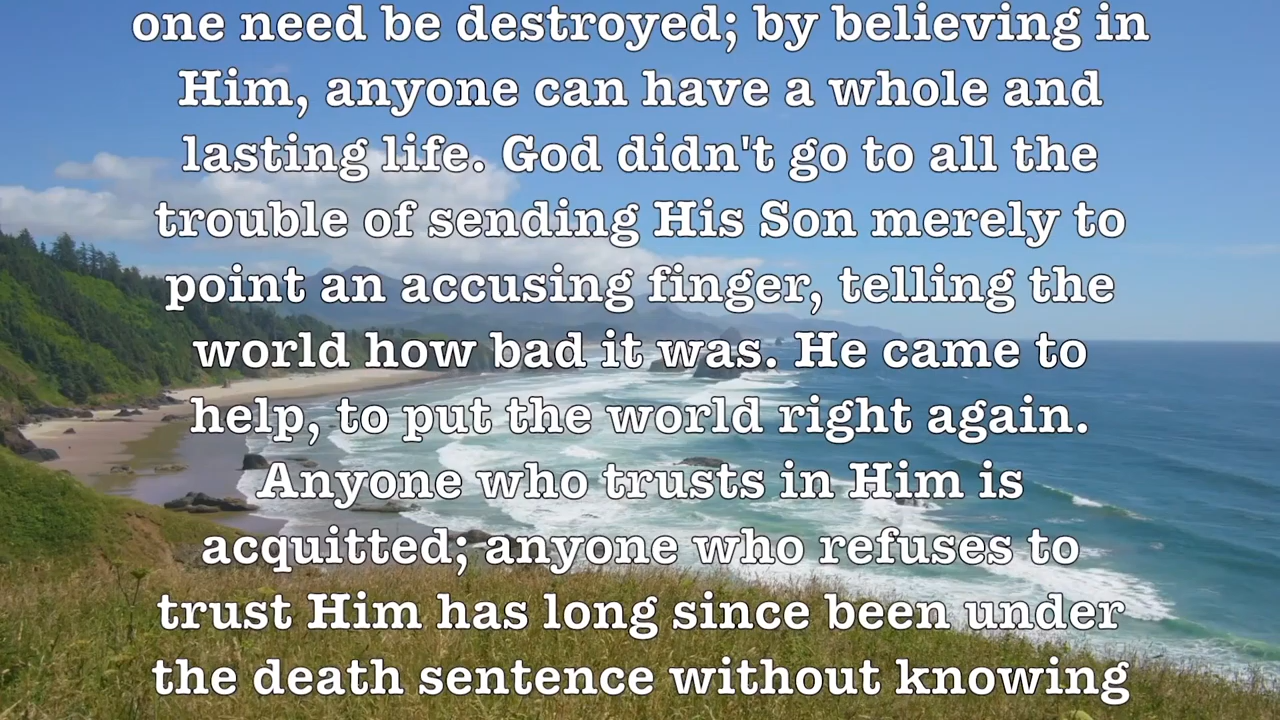 one need be destroyed; by believing in
Him, anyone can have a whole and
lasting life. God didn't go to all the
trouble of sending His Son merely to
point an accusing finger, telling the
world how bad it was. He came to
help, to put the world right again.
Anyone who trusts in Him is
acquitted; anyone who refuses to
trust Him has long since been under
the death sentence without knowing